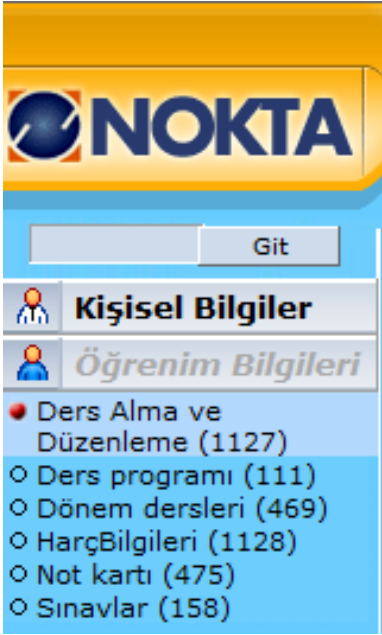 NOKTA
Git
Kişisel Bilgiler
Öğrenim Bilgileri
Ders Alma ve
Düzenleme (1127)
Ders programı (111)
Dönem dersleri (469)
HarçBilgileri (1128)
Not kartı (475)
Sınavlar (158)